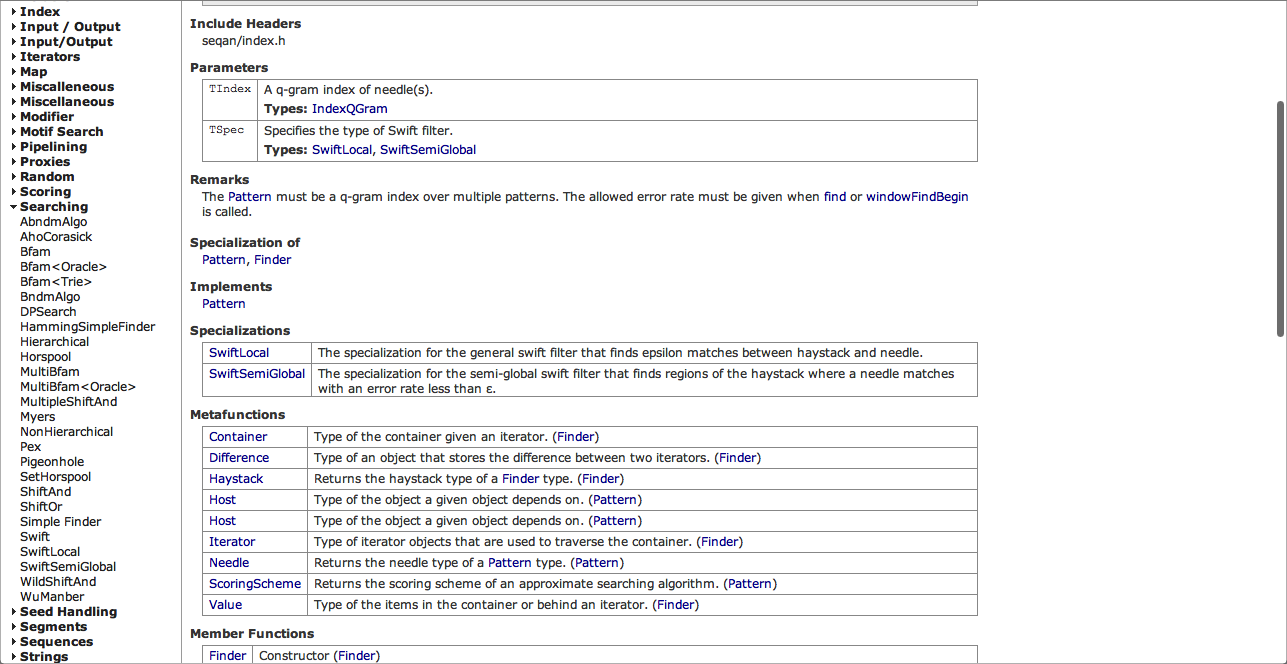 Index
Input / Output
Input/Output
Iterators
Map
Miscalleneous
Miscellaneous
Modifier
Motif Search
Pipelining
Proxies
Random
Scoring
Searching
AbndmAlgo
AhoCorasick
Bfam
Bfam<Oracle>
Bfam<Trie>
BndmAlgo
DPSearch
HammingSimpleFinder
Hierarchical
Horspool
MultiBfam
MultiBfam<Oracle>
MultipleShiftAnd
Myers
NonHierarchical
Pex
Pigeonhole
SetHorspool
ShiftAnd
ShiftOr
Simple Finder
Swift
SwiftLocal
SwiftSemiGlobal
WildShiftAnd
WuManber
Seed Handling
Segments
Sequences
Strings
Include Headers
seqan/index.h
Parameters
TIndex A q-gram index of needle(s).
Types: IndexQGram
TSpec Specifies the type of Swift filter.
Types: SwiftLocal, SwiftSemiGlobal
Remarks
The Pattern must be a q-gram index over multiple patterns. The allowed error rate must be given when find or windowFindBegin
is called.
Specialization of
Pattern, Finder
Implements
Pattern
Specializations
SwiftLocal The specialization for the general swift filter that finds epsilon matches between haystack and needle.
SwiftSemiGlobal The specialization for the semi-global swift filter that finds regions of the haystack where a needle matches
with an error rate less than ε.
Metafunctions
Container Type of the container given an iterator. (Finder)
Difference Type of an object that stores the difference between two iterators. (Finder)
Haystack Returns the haystack type of a Finder type. (Finder)
Host Type of the object a given object depends on. (Pattern)
Host Type of the object a given object depends on. (Pattern)
Iterator Type of iterator objects that are used to traverse the container. (Finder)
Needle Returns the needle type of a Pattern type. (Pattern)
ScoringScheme Returns the scoring scheme of an approximate searching algorithm. (Pattern)
Value Type of the items in the container or behind an iterator. (Finder)
Member Functions
Finder Constructor (Finder)